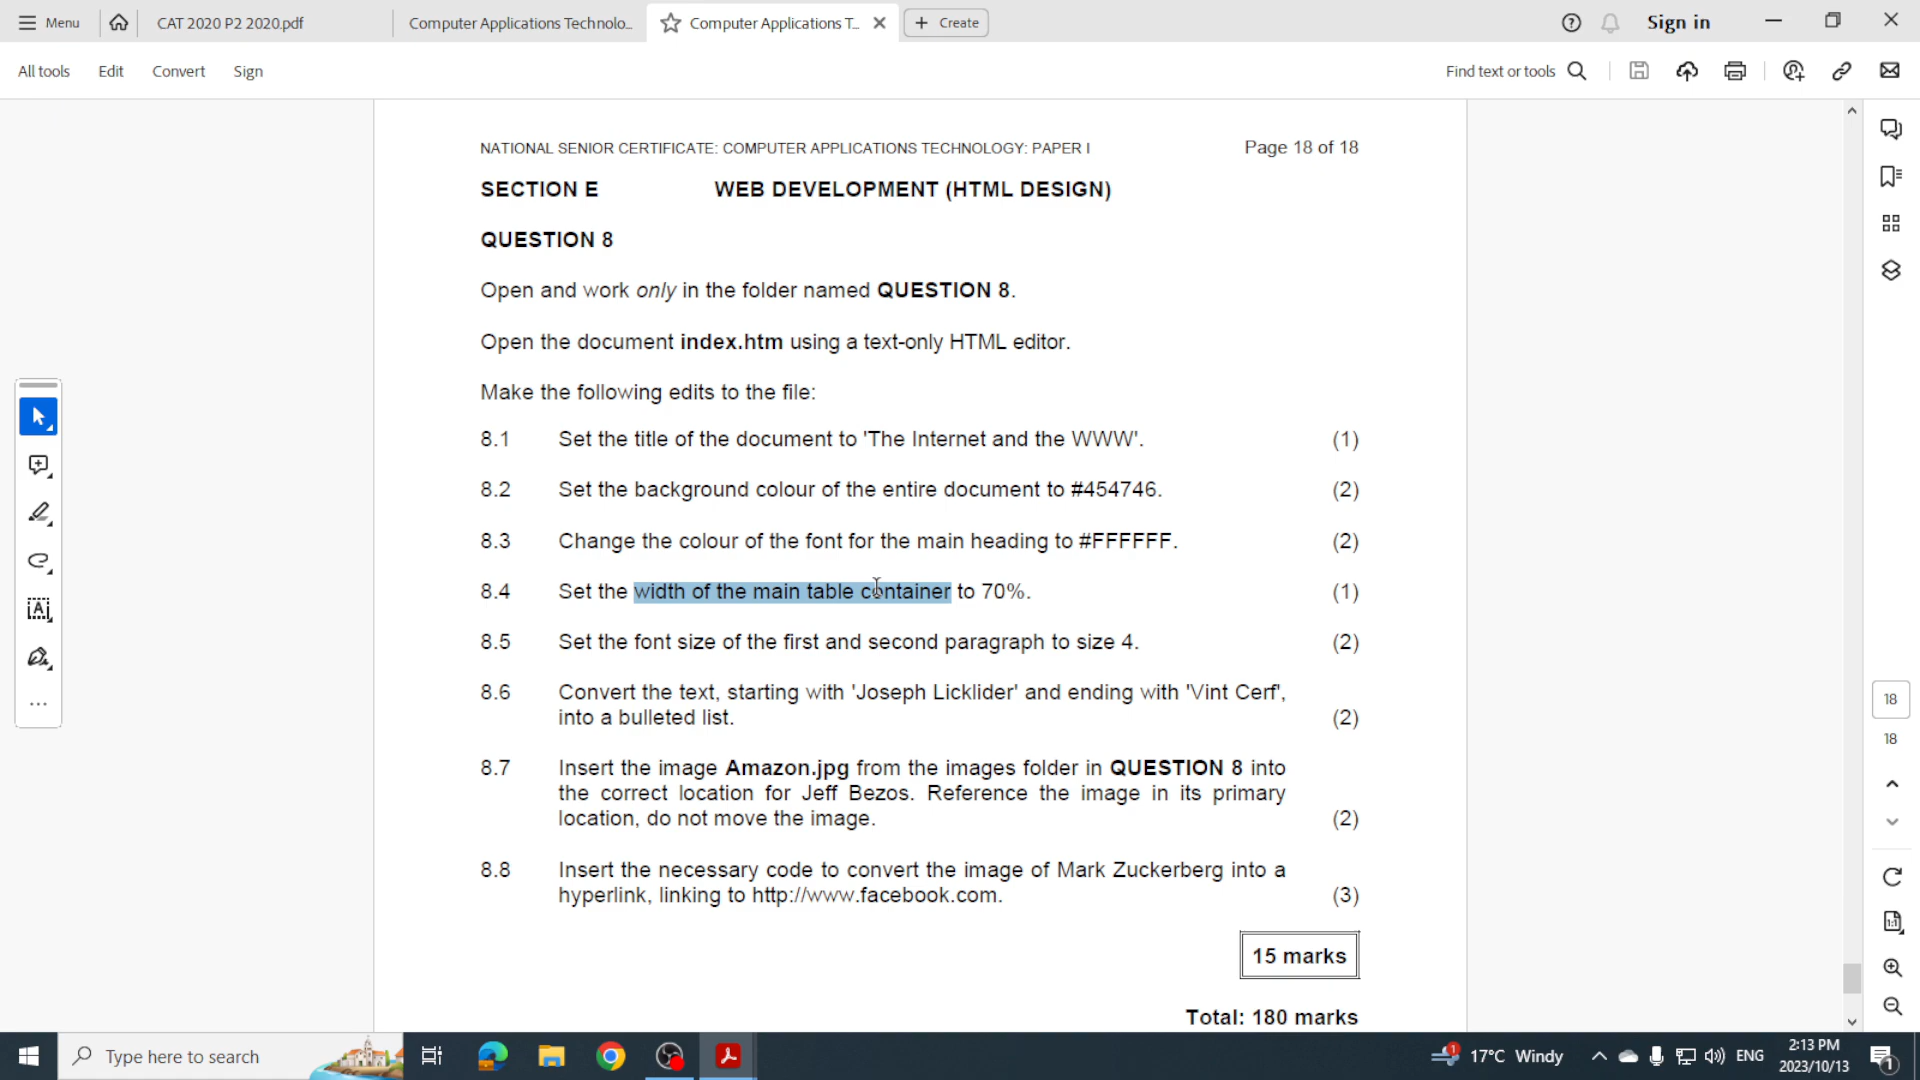 Menu
CAT 2020 P2 2020.pdf
Computer Applications Technolo...
Computer Applications T...
Create
Sign in
All tools
Edit
Convert
Sign
Find text or tools
NATIONAL SENIOR CERTIFICATE: COMPUTER APPLICATIONS TECHNOLOGY: PAPER I Page 18 of 18
SECTION E WEB DEVELOPMENT (HTML DESIGN)
QUESTION 8
Open and work only in the folder named QUESTION 8.
Open the document index.htm using a text-only HTML editor.
Make the following edits to the file:
8.1 Set the title of the document to 'The Internet and the WWW'. (1)
8.2 Set the background colour of the entire document to #454746. (2)
8.3 Change the colour of the font for the main heading to #FFFFFF. (2)
8.4 Set the width of the main table container to 70%. (1)
8.5 Set the font size of the first and second paragraph to size 4. (2)
8.6 Convert the text, starting with 'Joseph Licklider' and ending with 'Vint Cerf',
into a bulleted list. (2)
8.7 Insert the image Amazon.jpg from the images folder in QUESTION 8 into
the correct location for Jeff Bezos. Reference the image in its primary
location, do not move the image. (2)
8.8 Insert the necessary code to convert the image of Mark Zuckerberg into a
hyperlink, linking to http://www.facebook.com. (3)
15 marks
Total: 180 marks
18
18
1:1
Type here to search
1
17°C Windy
ENG
2:13 PM
2023/10/13
1